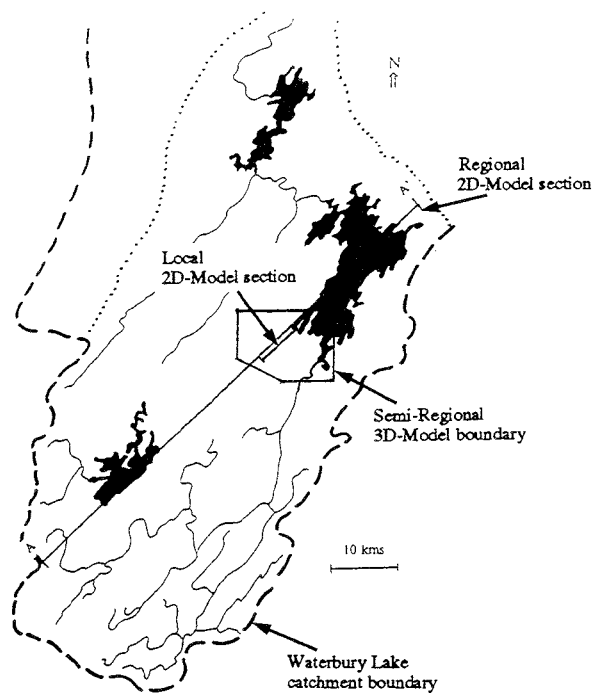 N
Regional
2D-Model section
A'
Local
2D-Model section
Semi-Regional
3D-Model boundary
A
10 kms
Waterbury Lake
catchment boundary